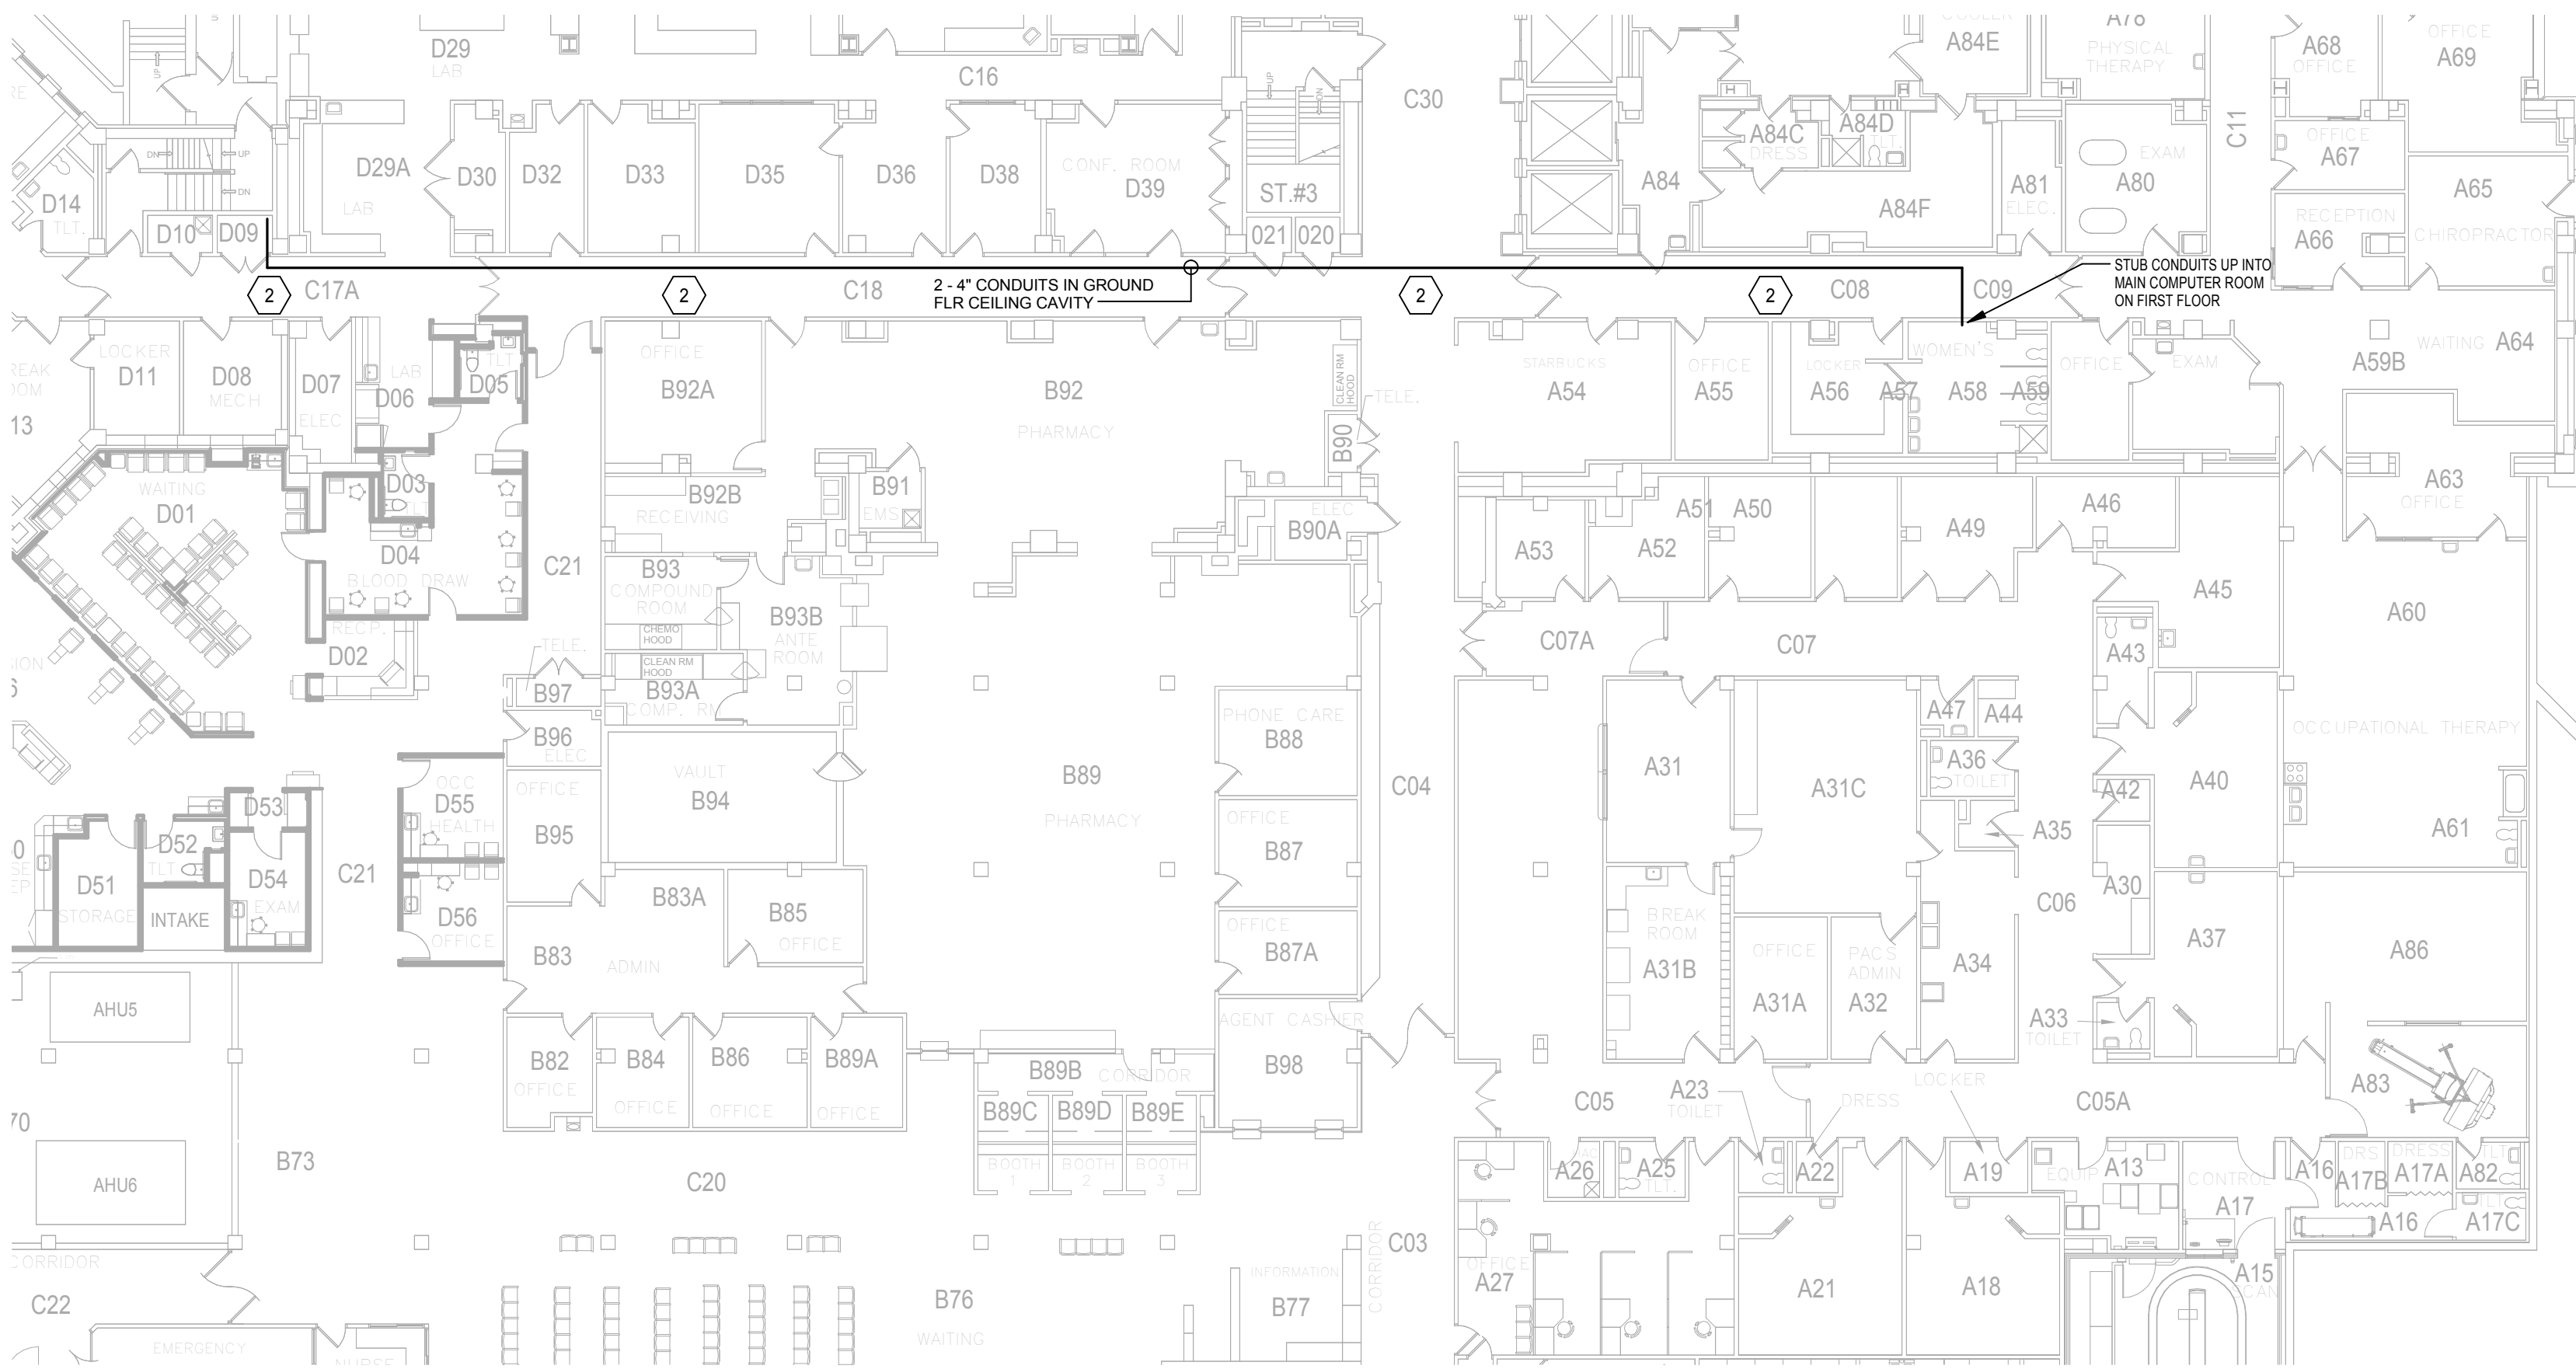 D29
LAB
C16
C30
COOLER
A84E
A78
PHYSICAL
THERAPY
C11
A68
OFFICE
OFFICE
A69
UP
DN
UP
DN
D14
TLT.
D10
D09
D29A
LAB
D30
D32
D33
D35
D36
D38
CONF. ROOM
D39
UP
DN
ST.#3
021
020
A84
A84C
DRESS
A84D
TLT.
A84F
A81
ELEC.
EXAM
A80
OFFICE
A67
A65
RECEPTION
A66
CHIROPRACTOR
2
C17A
2
C18
2 - 4" CONDUITS IN GROUND
FLR CEILING CAVITY
2
2
C08
C09
STUB CONDUITS UP INTO
MAIN COMPUTER ROOM
ON FIRST FLOOR
LOCKER
D11
D08
MECH
D07
ELEC
LAB
D06
TLT
D05
OFFICE
B92A
B92
PHARMACY
CLEAN RM
HOOD
TELE.
B90
STARBUCKS
A54
OFFICE
A55
LOCKER
A56
A57
WOMEN'S
A58
A59
OFFICE
EXAM
A59B
WAITING
A64
13
WAITING
D01
D03
TLT
D04
BLOOD DRAW
RECP.
D02
C21
B92B
RECEIVING
B91
EMS
ELEC
B90A
A53
A52
A51
A50
A49
A46
A63
OFFICE
B93
COMPOUND
ROOM
CHEMO
HOOD
CLEAN RM
HOOD
B93A
COMP. RM
B93B
ANTE
ROOM
TELE.
B97
B96
ELEC
C07A
C07
A45
A43
A60
OCCUPATIONAL THERAPY
PHONE CARE
B88
A31
A31C
A47
A44
A36
TOILET
A40
A42
A61
D53
D52
TLT
D51
STORAGE
INTAKE
D54
EXAM
C21
OCC
D55
HEALTH
D56
OFFICE
OFFICE
B95
VAULT
B94
B89
PHARMACY
C04
OFFICE
B87
OFFICE
B87A
A35
C06
A30
B83A
B85
OFFICE
B83
ADMIN
BREAK
ROOM
A31B
OFFICE
A31A
PACS
ADMIN
A32
A34
A37
A86
A33
TOILET
AHU5
AGENT CASHIER
B98
B82
OFFICE
B84
OFFICE
B86
OFFICE
B89A
OFFICE
B89B
CORRIDOR
B89C
B89D
B89E
BOOTH
1
BOOTH
2
BOOTH
3
C05
A23
TOILET
DRESS
LOCKER
C05A
A83
B73
AHU6
C20
A26
A25
TLT.
A22
A19
EQUIP
A13
CONTROL
A17
A16
DRS
A17B
DRESS
A17A
TLT
A82
A16
TLT
A17C
CORRIDOR
C22
EMERGENCY
NURSE
B76
WAITING
INFORMATION
B77
CORRIDOR
C03
OFFICE
A27
A21
A18
A15
SCAN